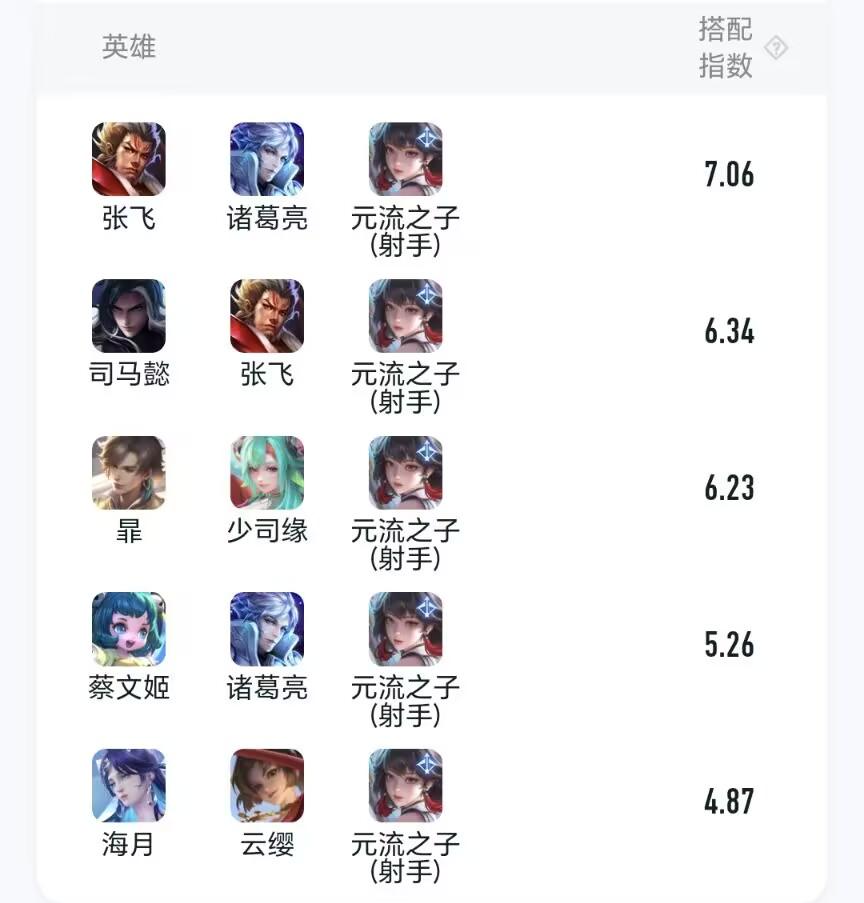 英雄
搭配
指数
张飞 诸葛亮 元流之子
(射手)
7.06
司马懿 张飞 元流之子
(射手)
6.34
暃 少司缘 元流之子
(射手)
6.23
蔡文姬 诸葛亮 元流之子
(射手)
5.26
海月 云缨 元流之子
(射手)
4.87